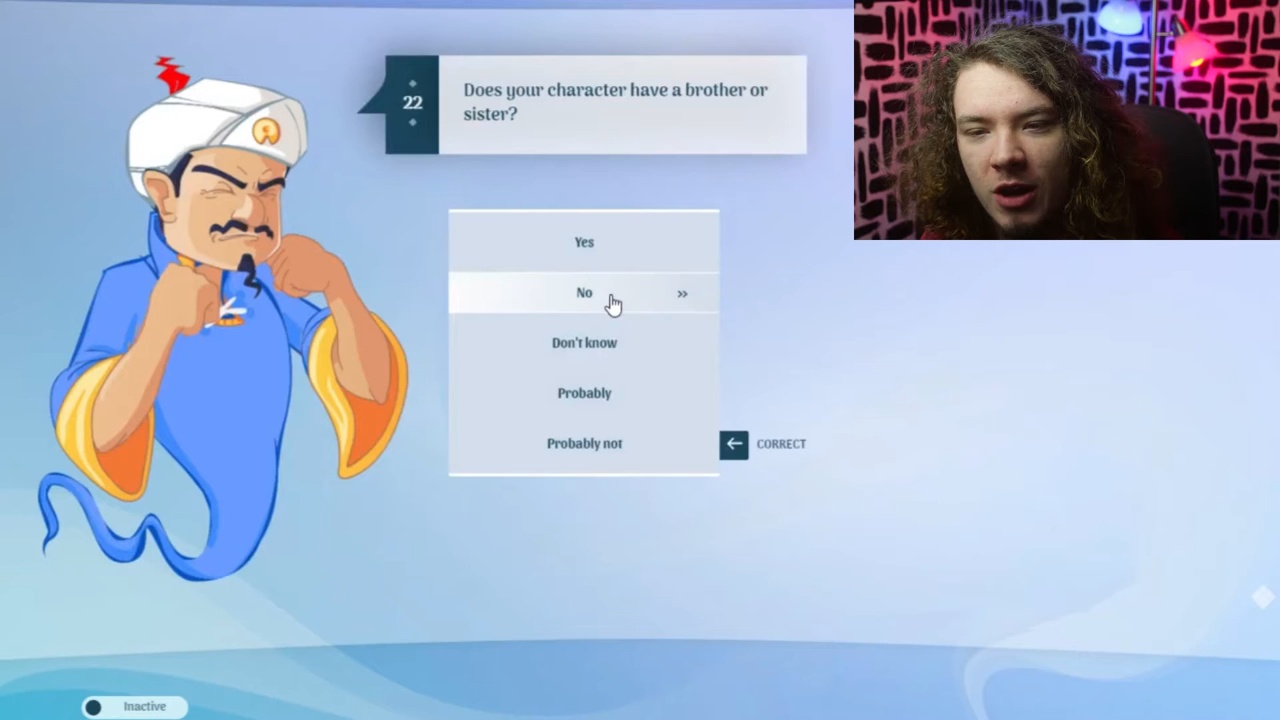 22
Does your character have a brother or
sister?
Yes
No
Don't know
Probably
Probably not
CORRECT
Inactive